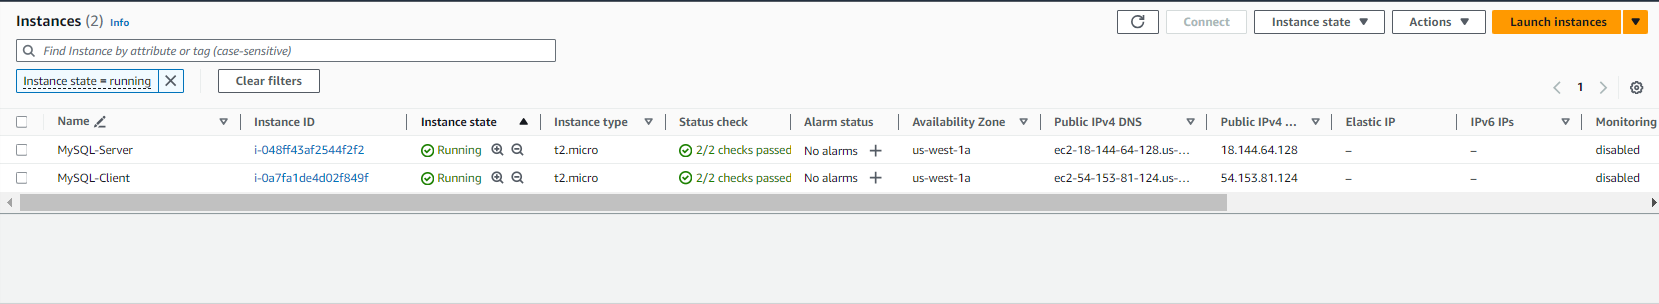 Instances (2) Info
Connect Instance state Actions Launch instances
Find Instance by attribute or tag (case-sensitive)
Instance state = running Clear filters
1
Name Instance ID Instance state Instance type Status check Alarm status Availability Zone Public IPv4 DNS Public IPv4 ... Elastic IP IPv6 IPs Monitoring
MySQL-Server i-048ff43af2544f2f2 Running t2.micro 2/2 checks passed No alarms us-west-1a ec2-18-144-64-128.us-... 18.144.64.128 – – disabled
MySQL-Client i-0a7fa1de4d02f849f Running t2.micro 2/2 checks passed No alarms us-west-1a ec2-54-153-81-124.us-... 54.153.81.124 – – disabled